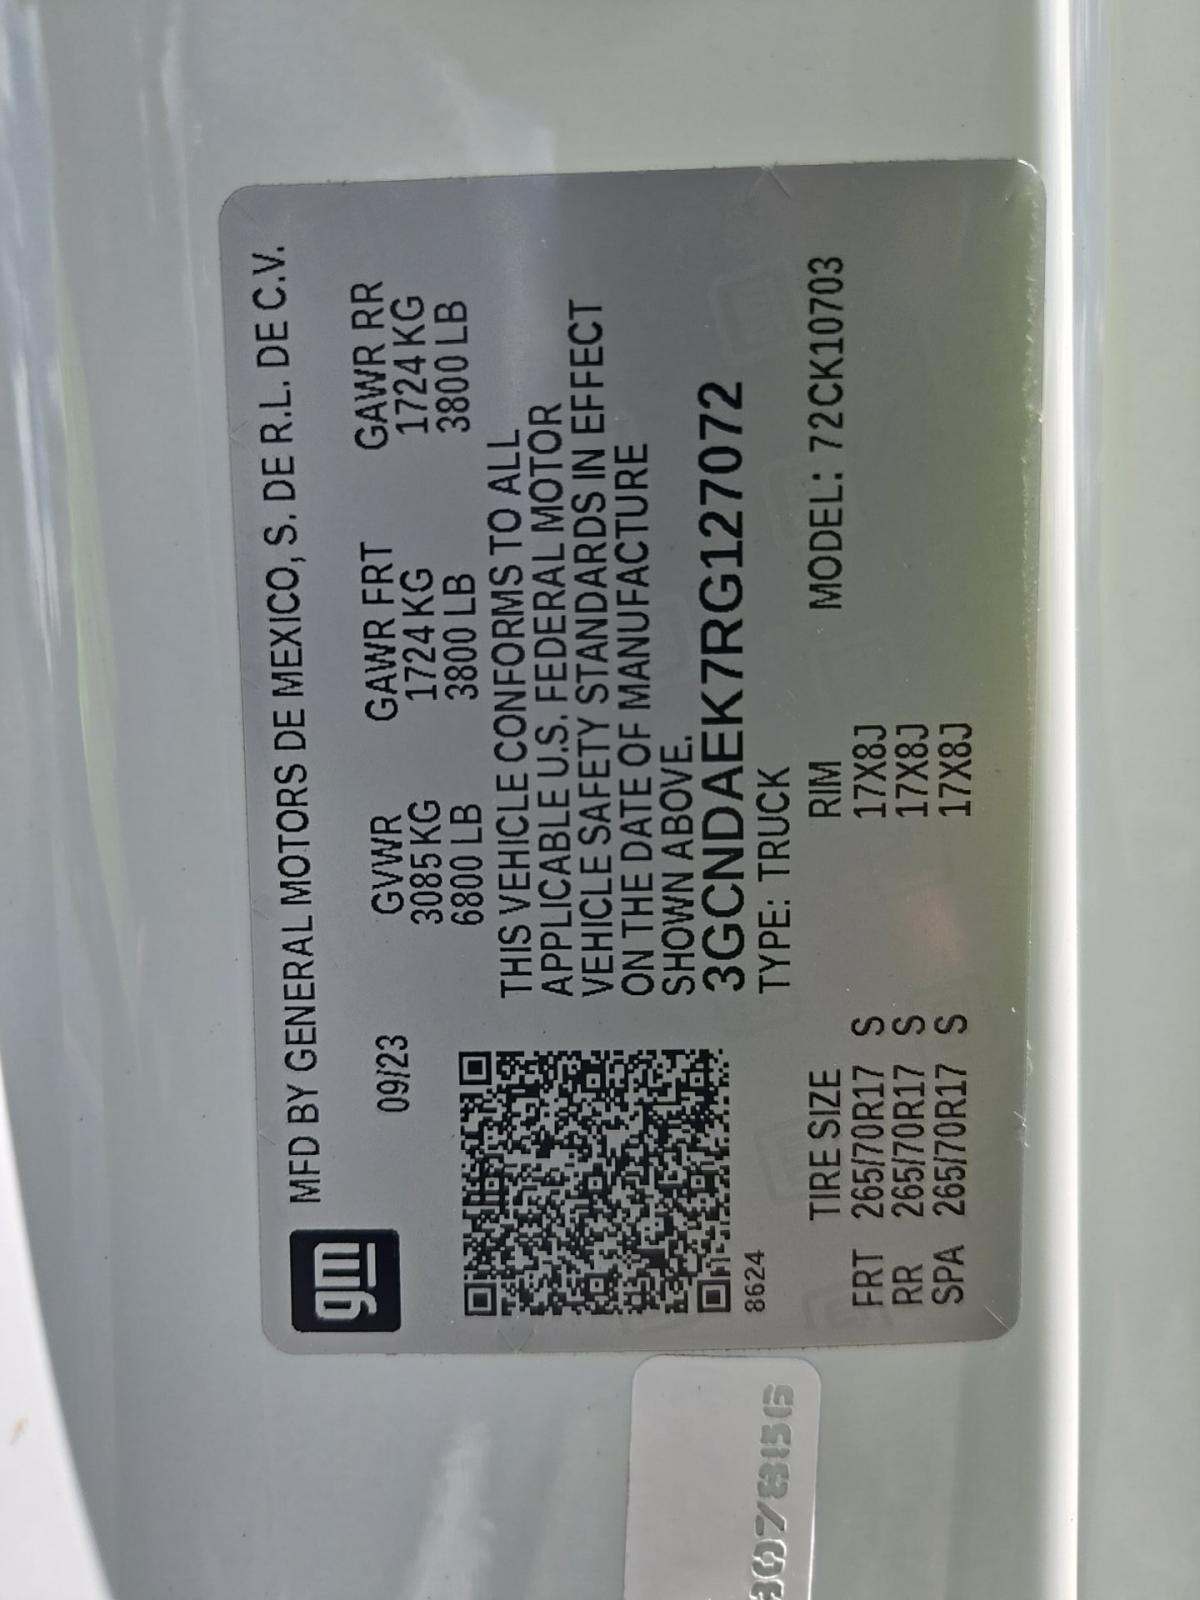 gm
MFD BY GENERAL MOTORS DE MEXICO, S. DE R.L. DE C.V.
09/23
GVWR GAWR FRT GAWR RR
3085 KG 1724 KG 1724 KG
6800 LB 3800 LB 3800 LB
THIS VEHICLE CONFORMS TO ALL
APPLICABLE U.S. FEDERAL MOTOR
VEHICLE SAFETY STANDARDS IN EFFECT
ON THE DATE OF MANUFACTURE
SHOWN ABOVE.
3GCNDAEK7RG127072
8624
TYPE: TRUCK
MODEL: 72CK10703
TIRE SIZE RIM
FRT 265/70R17 S 17X8J
RR 265/70R17 S 17X8J
SPA 265/70R17 S 17X8J